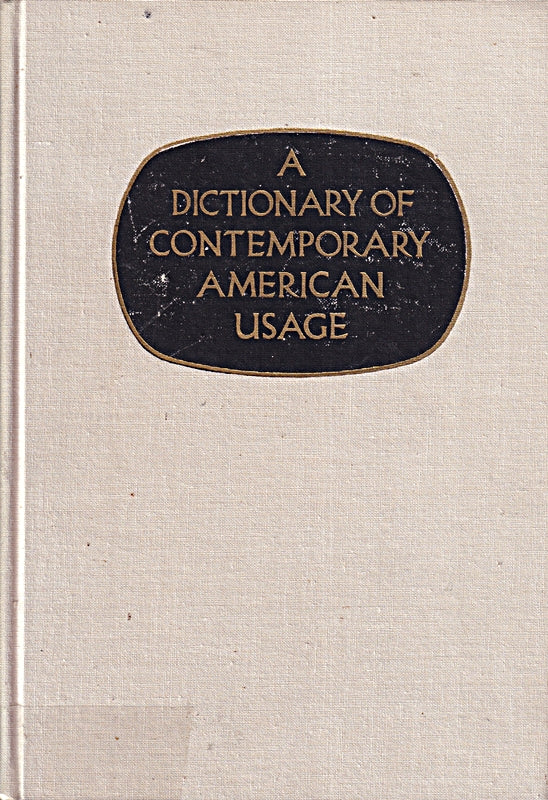 A
DICTIONARY OF
CONTEMPORARY
AMERICAN
USAGE